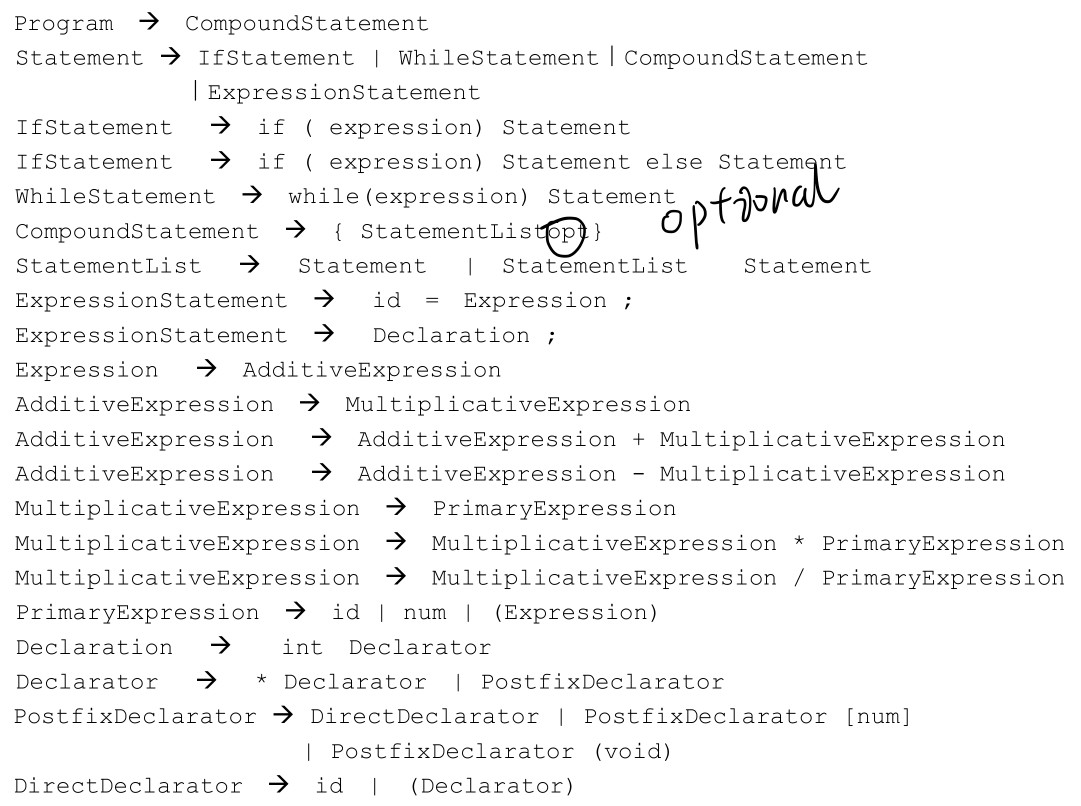 Program → CompoundStatement
Statement → IfStatement | WhileStatement | CompoundStatement
| ExpressionStatement
IfStatement → if ( expression) Statement
IfStatement → if ( expression) Statement else Statement
WhileStatement → while(expression) Statement
optional
CompoundStatement → { StatementListopt}
StatementList → Statement | StatementList Statement
ExpressionStatement → id = Expression ;
ExpressionStatement → Declaration ;
Expression → AdditiveExpression
AdditiveExpression → MultiplicativeExpression
AdditiveExpression → AdditiveExpression + MultiplicativeExpression
AdditiveExpression → AdditiveExpression - MultiplicativeExpression
MultiplicativeExpression → PrimaryExpression
MultiplicativeExpression → MultiplicativeExpression * PrimaryExpression
MultiplicativeExpression → MultiplicativeExpression / PrimaryExpression
PrimaryExpression → id | num | (Expression)
Declaration → int Declarator
Declarator → * Declarator | PostfixDeclarator
PostfixDeclarator → DirectDeclarator | PostfixDeclarator [num]
| PostfixDeclarator (void)
DirectDeclarator → id | (Declarator)